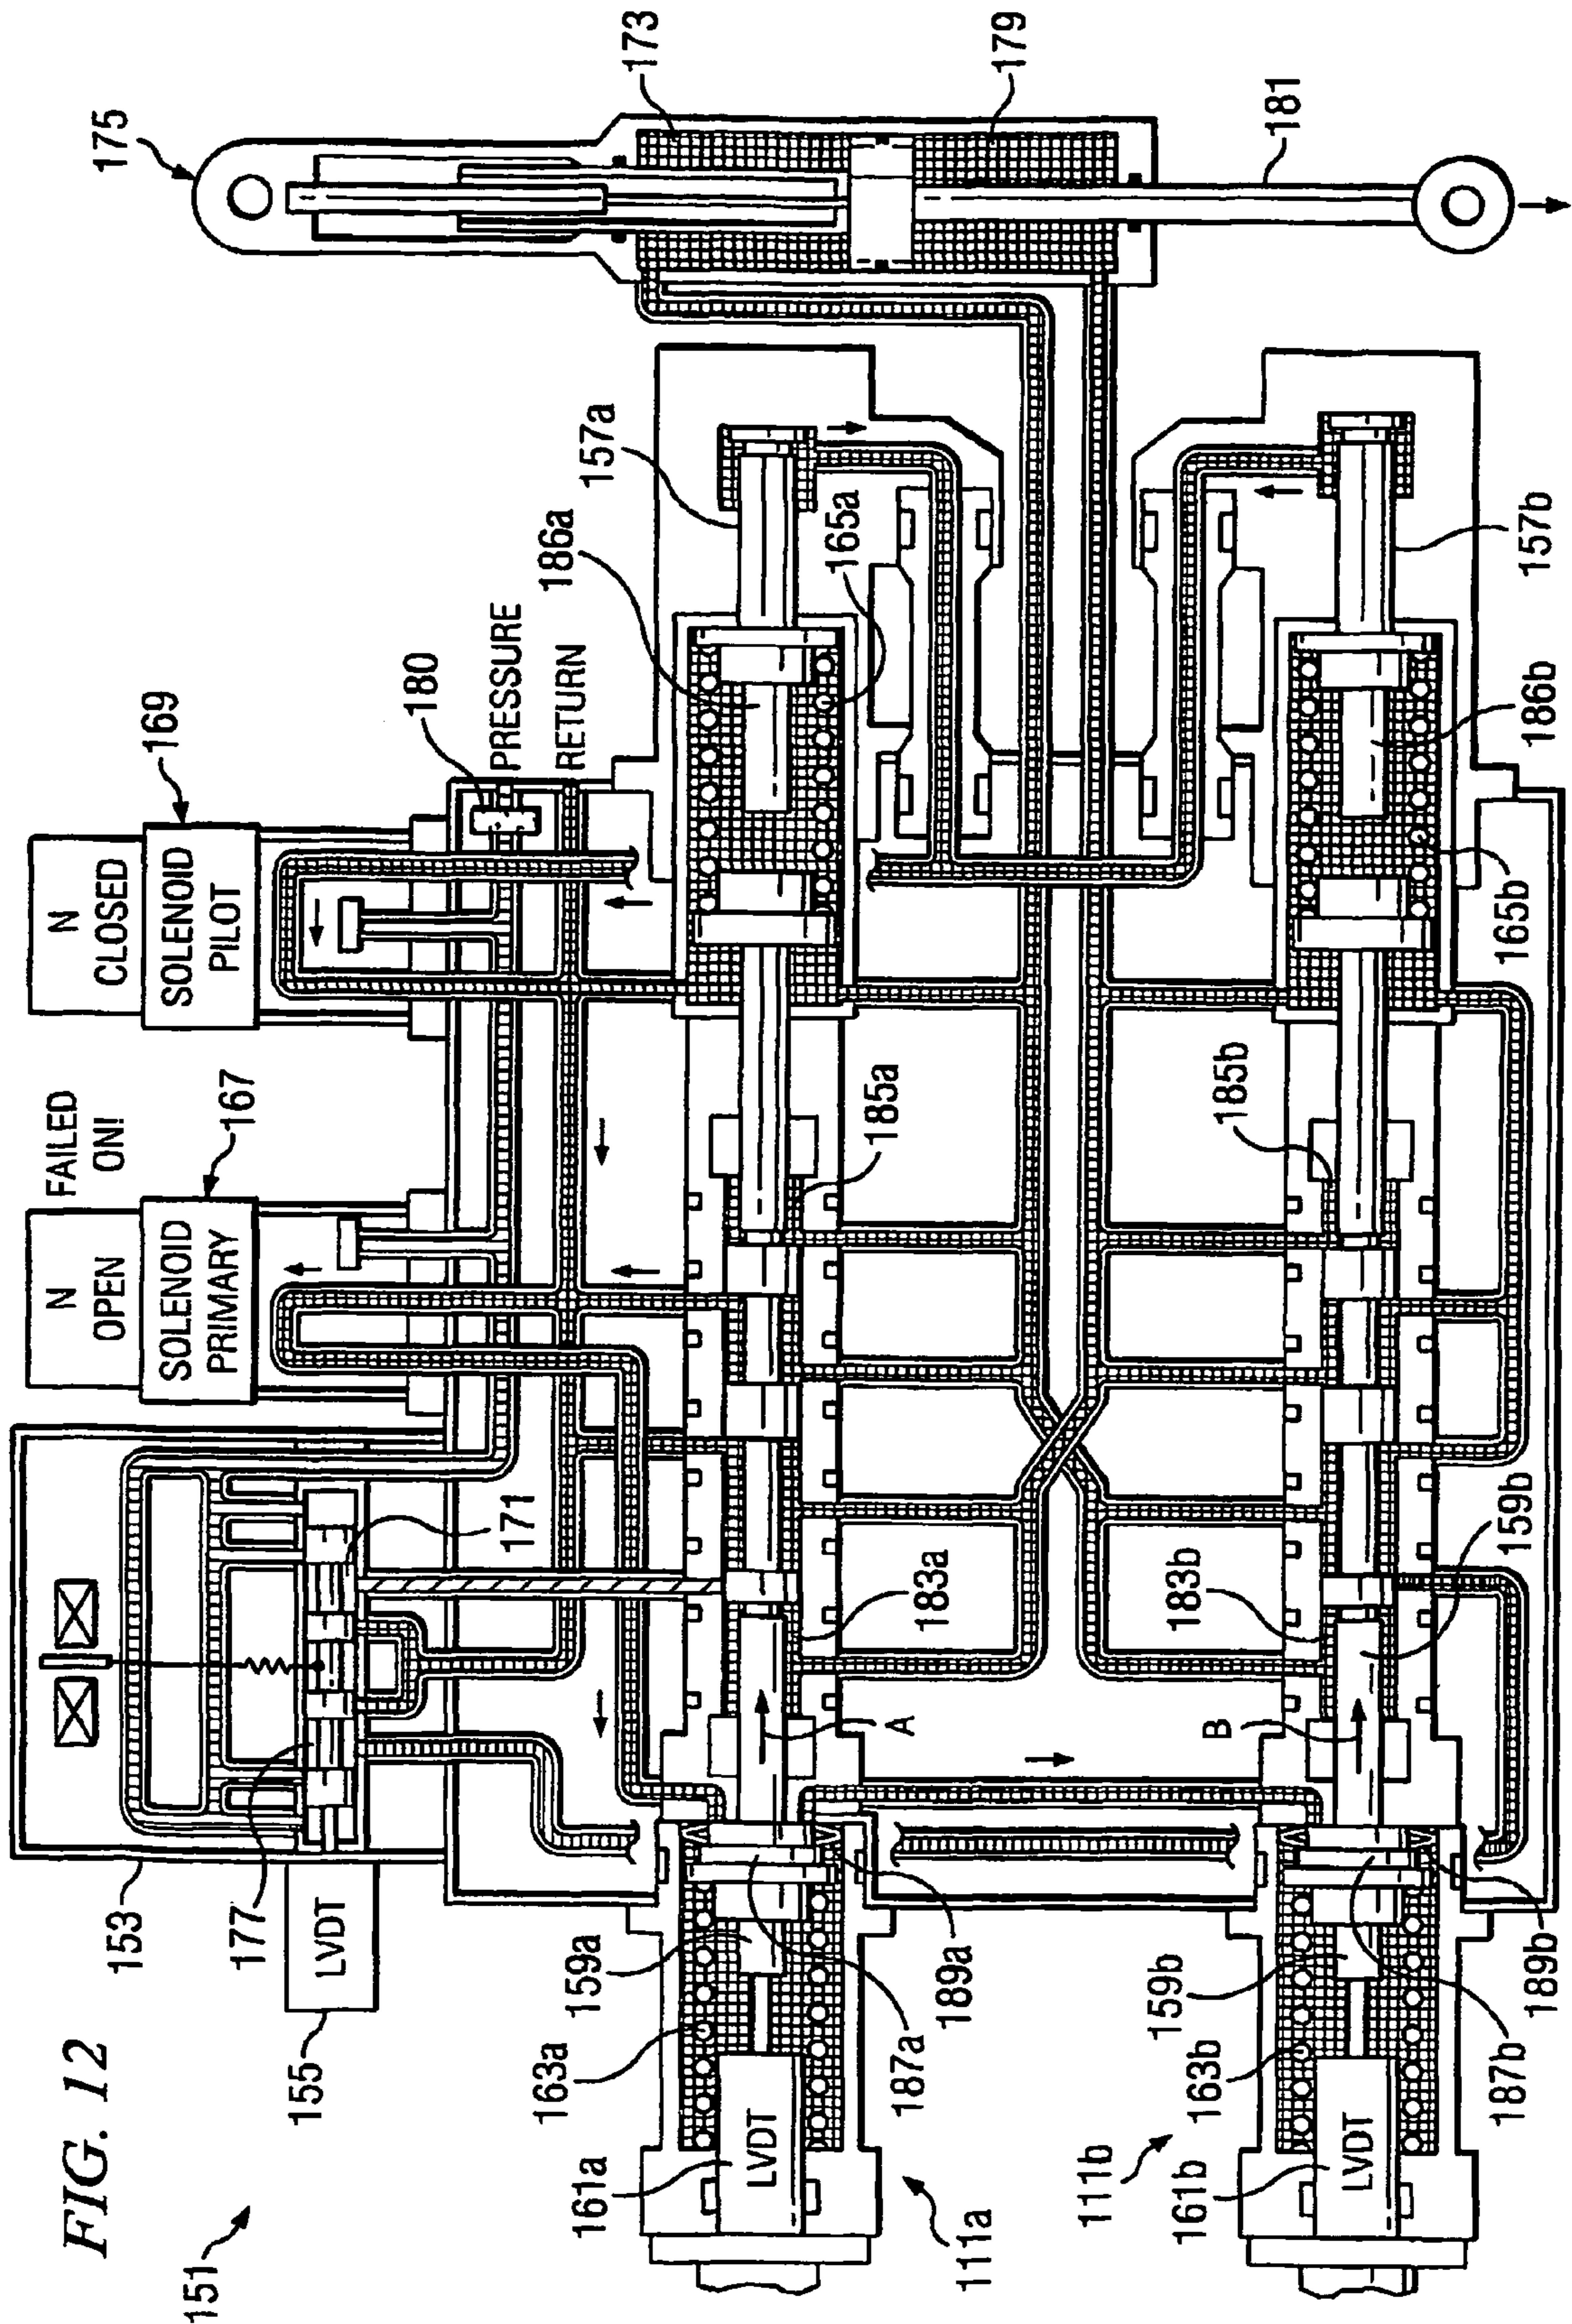 FIG. 12
151
153
155
LVDT
177
171
N OPEN
FAILED ON!
SOLENOID PRIMARY
167
N CLOSED
SOLENOID PILOT
169
180
PRESSURE
RETURN
175
173
179
181
157a
186a
165a
185a
183a
A
159a
189a
187a
163a
161a
LVDT
111a
157b
186b
165b
185b
183b
159b
B
159b
189b
187b
163b
161b
LVDT
111b